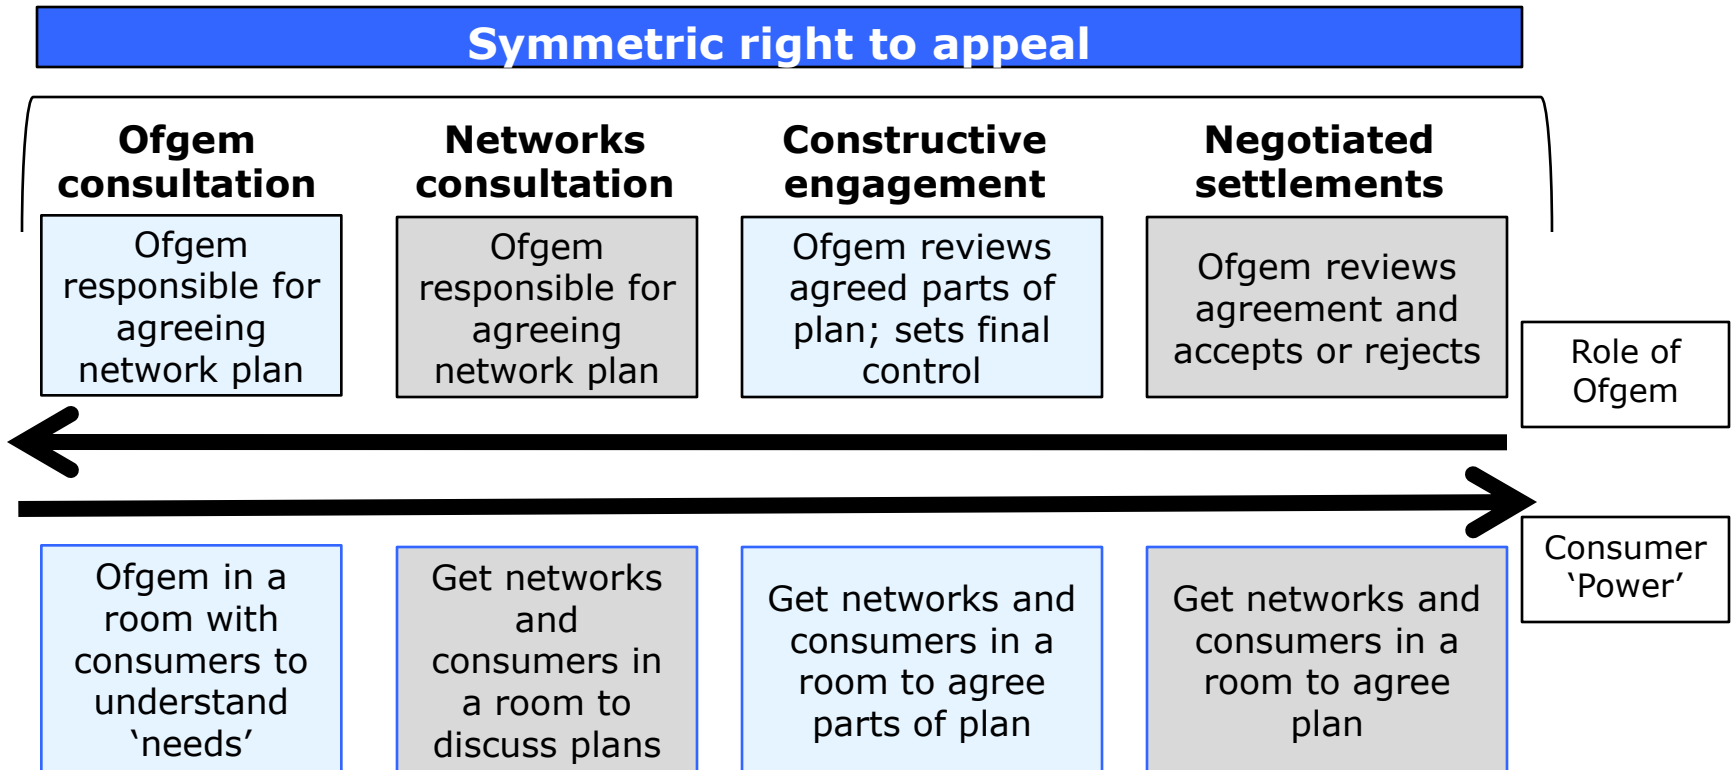 Symmetric right to appeal
Ofgem
consultation
Networks
consultation
Constructive
engagement
Negotiated
settlements
Ofgem
responsible for
agreeing
network plan
Ofgem
responsible for
agreeing
network plan
Ofgem reviews
agreed parts of
plan; sets final
control
Ofgem reviews
agreement and
accepts or rejects
Role of
Ofgem
Consumer
‘Power’
Ofgem in a
room with
consumers to
understand
‘needs’
Get networks
and
consumers in
a room to
discuss plans
Get networks and
consumers in a
room to agree
parts of plan
Get networks and
consumers in a
room to agree
plan